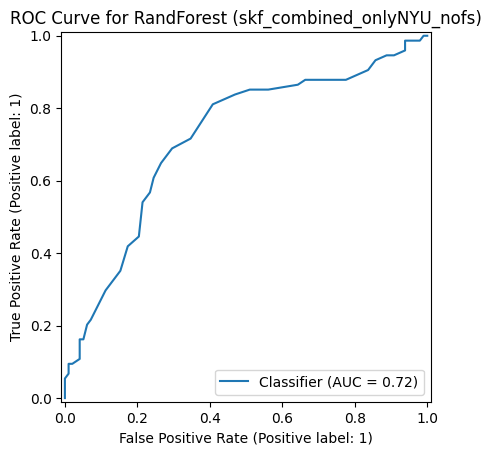 ROC Curve for RandForest (skf_combined_onlyNYU_nofs)
1.0
0.8
0.6
0.4
0.2
0.0
True Positive Rate (Positive label: 1)
Classifier (AUC = 0.72)
0.0 0.2 0.4 0.6 0.8 1.0
False Positive Rate (Positive label: 1)